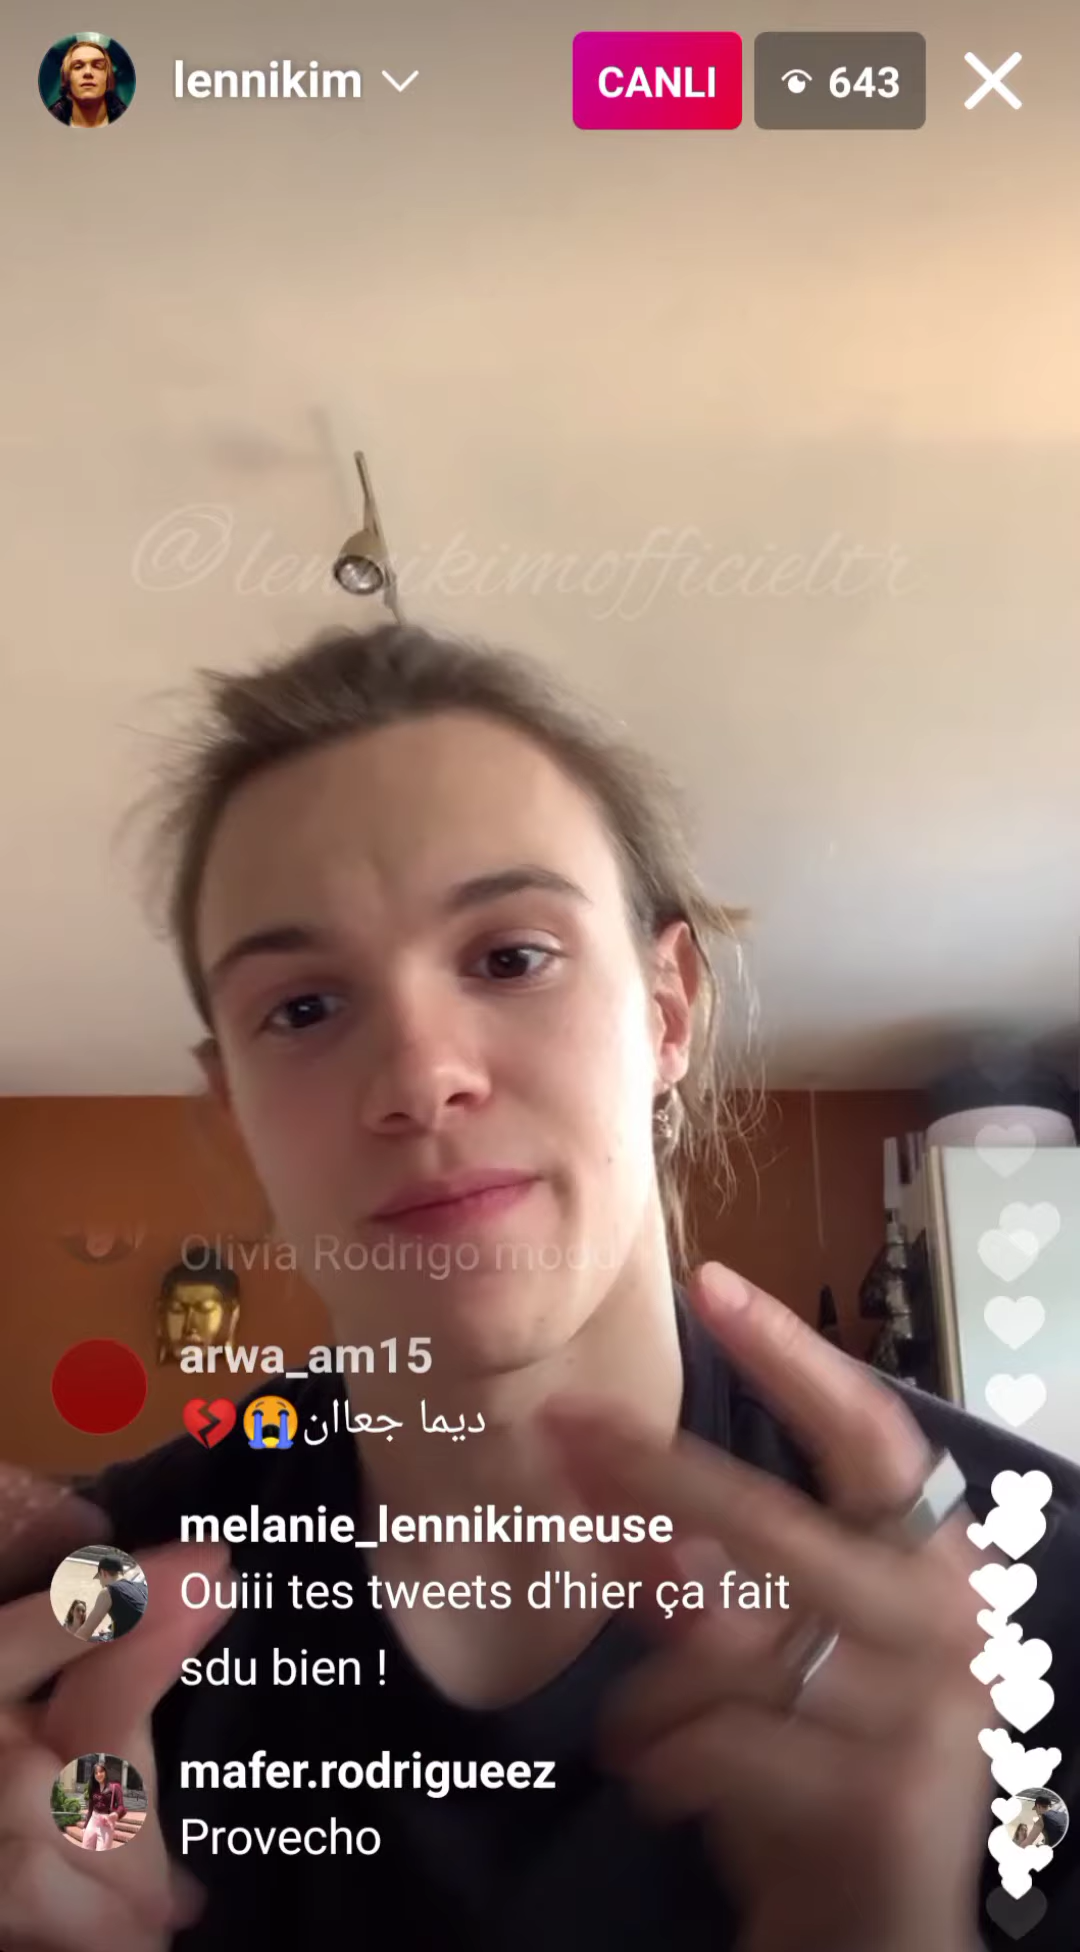 lennikim
CANLI
643
@lennikimofficieltr
Olivia Rodrigo mood
arwa_am15
ديما جعاان😭💔
melanie_lennikimeuse
Ouiii tes tweets d'hier ça fait
sdu bien !
mafer.rodrigueez
Provecho